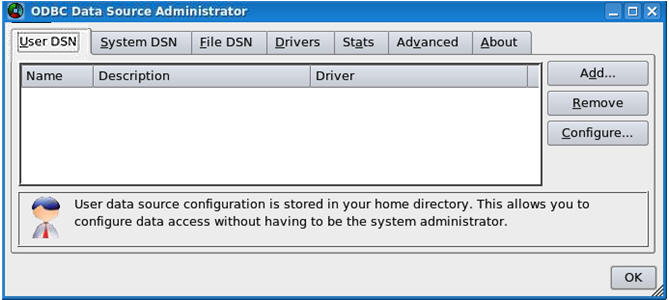 ODBC Data Source Administrator
User DSN System DSN File DSN Drivers Stats Advanced About
Name Description Driver
Add...
Remove
Configure...
User data source configuration is stored in your home directory. This allows you to
configure data access without having to be the system administrator.
OK